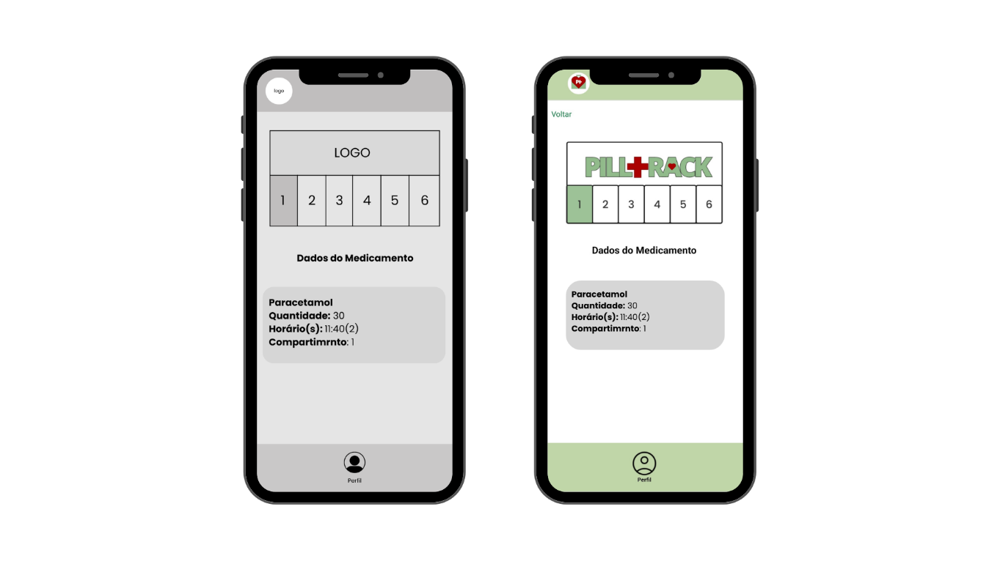 logo
LOGO
1 2 3 4 5 6
Dados do Medicamento
Paracetamol
Quantidade: 30
Horário(s): 11:40(2)
Compartimrnto: 1
Perfil
Voltar
PILL+RACK
1 2 3 4 5 6
Dados do Medicamento
Paracetamol
Quantidade: 30
Horário(s): 11:40(2)
Compartimrnto: 1
Perfil